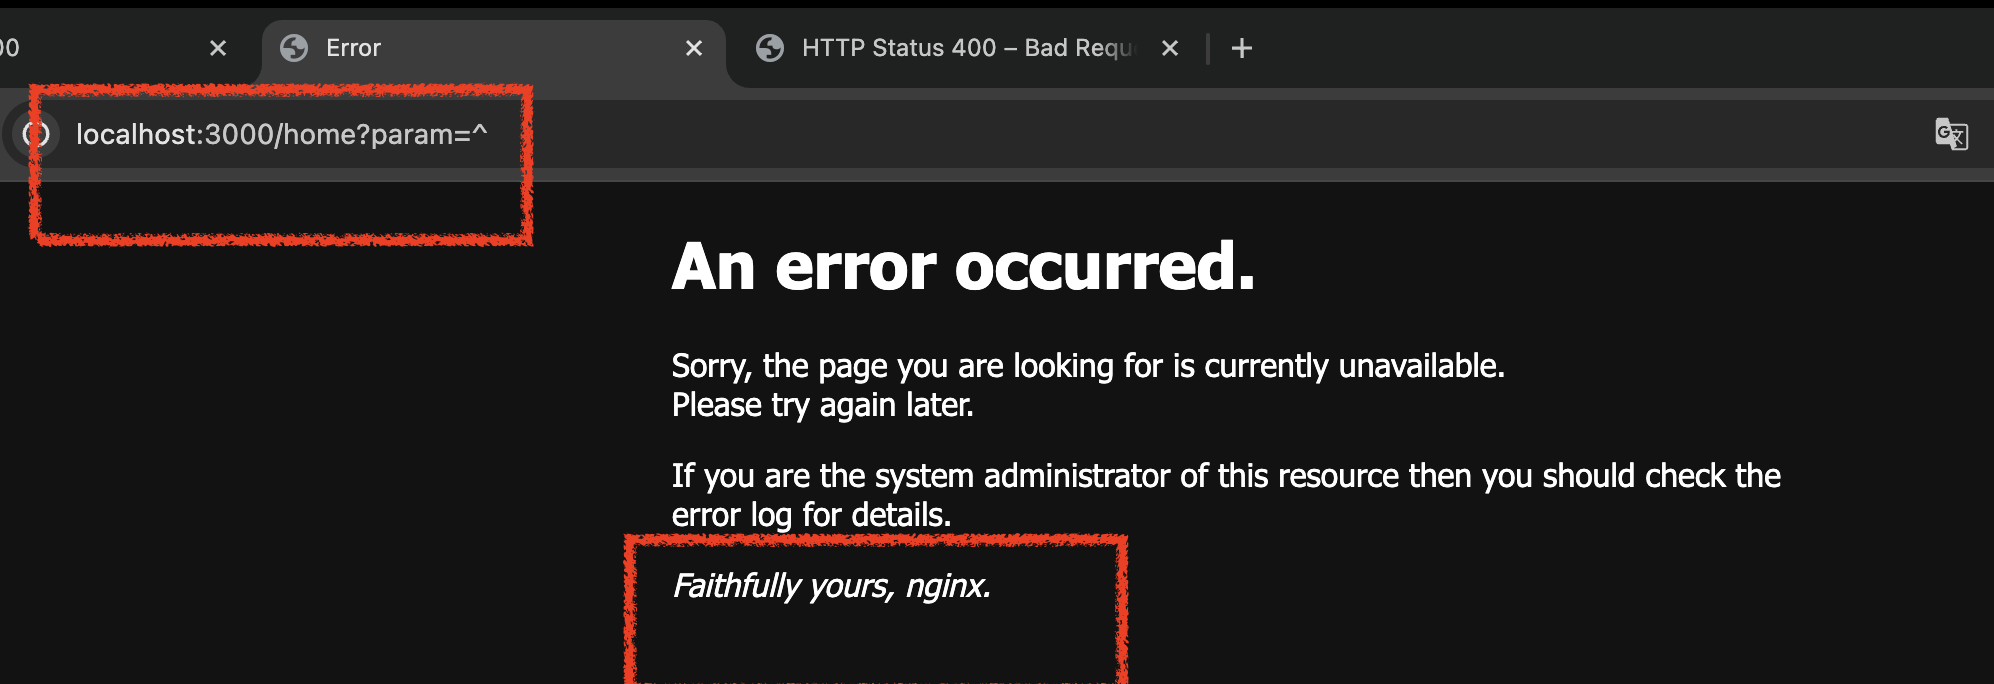 00
Error
HTTP Status 400 – Bad Requ
localhost:3000/home?param=^
An error occurred.
Sorry, the page you are looking for is currently unavailable.
Please try again later.
If you are the system administrator of this resource then you should check the
error log for details.
Faithfully yours, nginx.